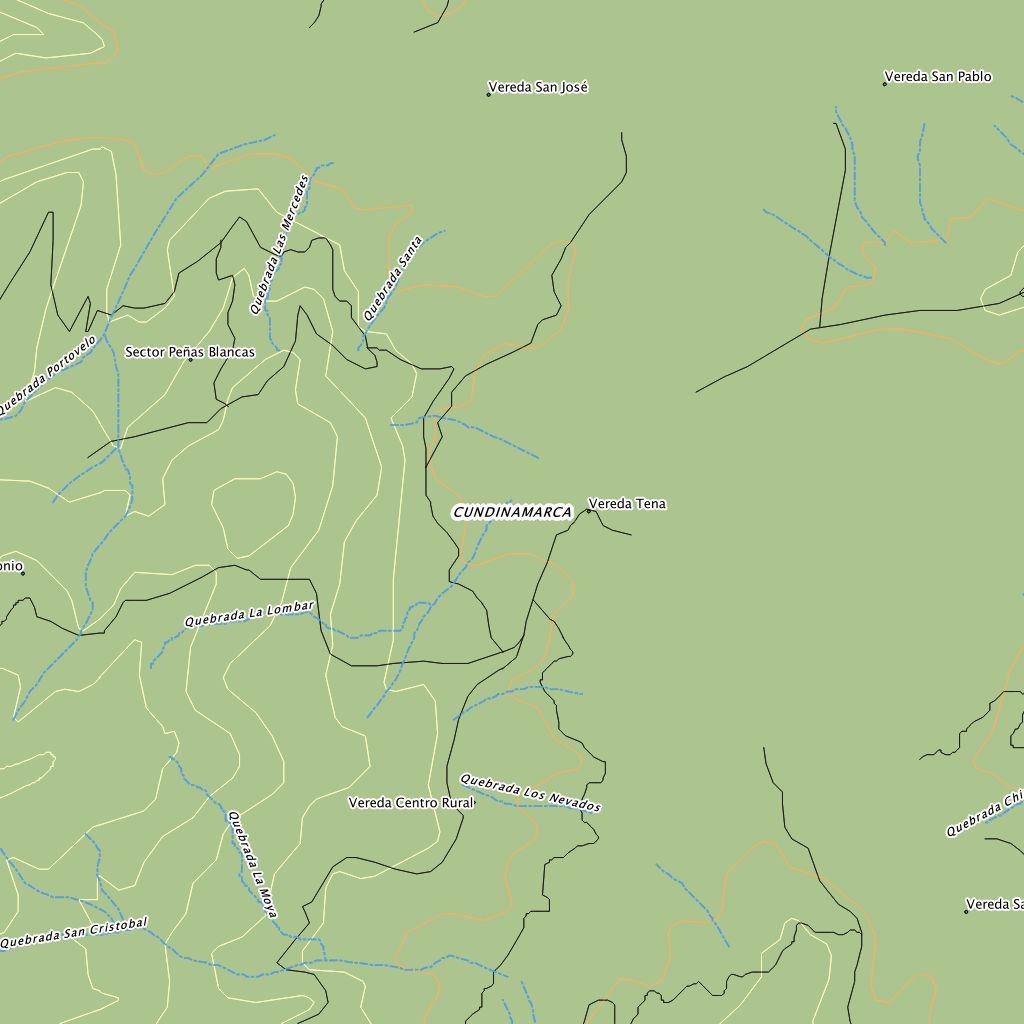 Vereda San Pablo
Vereda San José
Quebrada Las Mercedes
Quebrada Santa
Quebrada Portovelo
Sector Peñas Blancas
Vereda Tena
CUNDINAMARCA
onio
Quebrada La Lombar
Quebrada Los Nevados
Vereda Centro Rural
Quebrada Chi
Quebrada La Moya
Vereda Sa
Quebrada San Cristobal